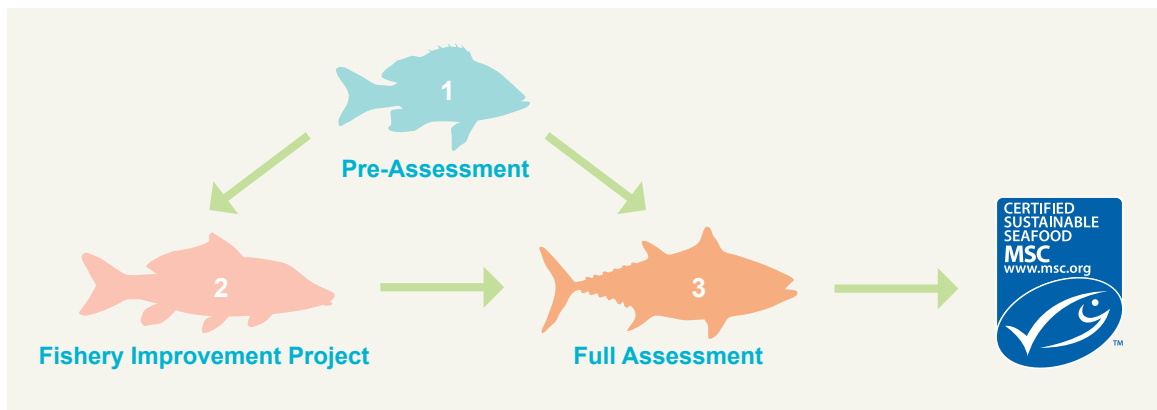 1
Pre-Assessment
2
Fishery Improvement Project
3
Full Assessment
CERTIFIED
SUSTAINABLE
SEAFOOD
MSC
www.msc.org
TM